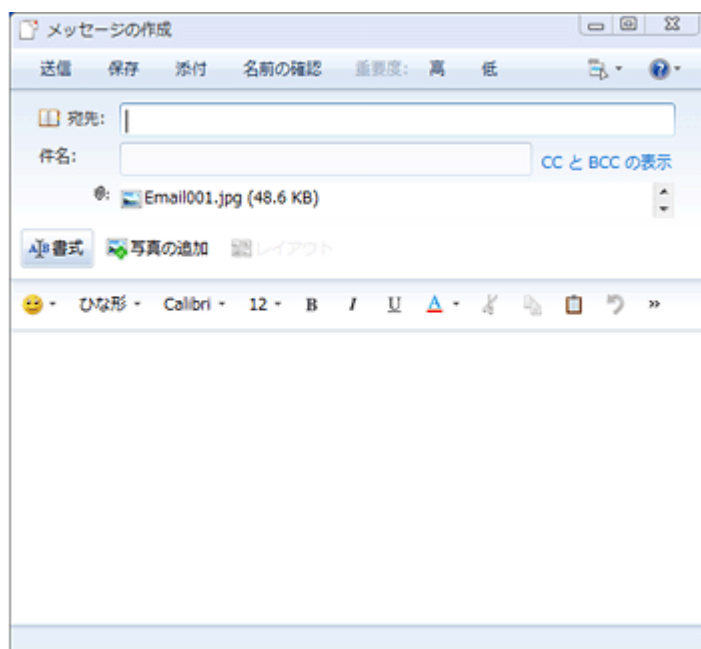 メッセージの作成
送信 保存 添付 名前の確認 重要度: 高 低
宛先:
件名: CC と BCC の表示
Email001.jpg (48.6 KB)
書式 写真の追加 レイアウト
ひな形 Calibri 12 B I U A »